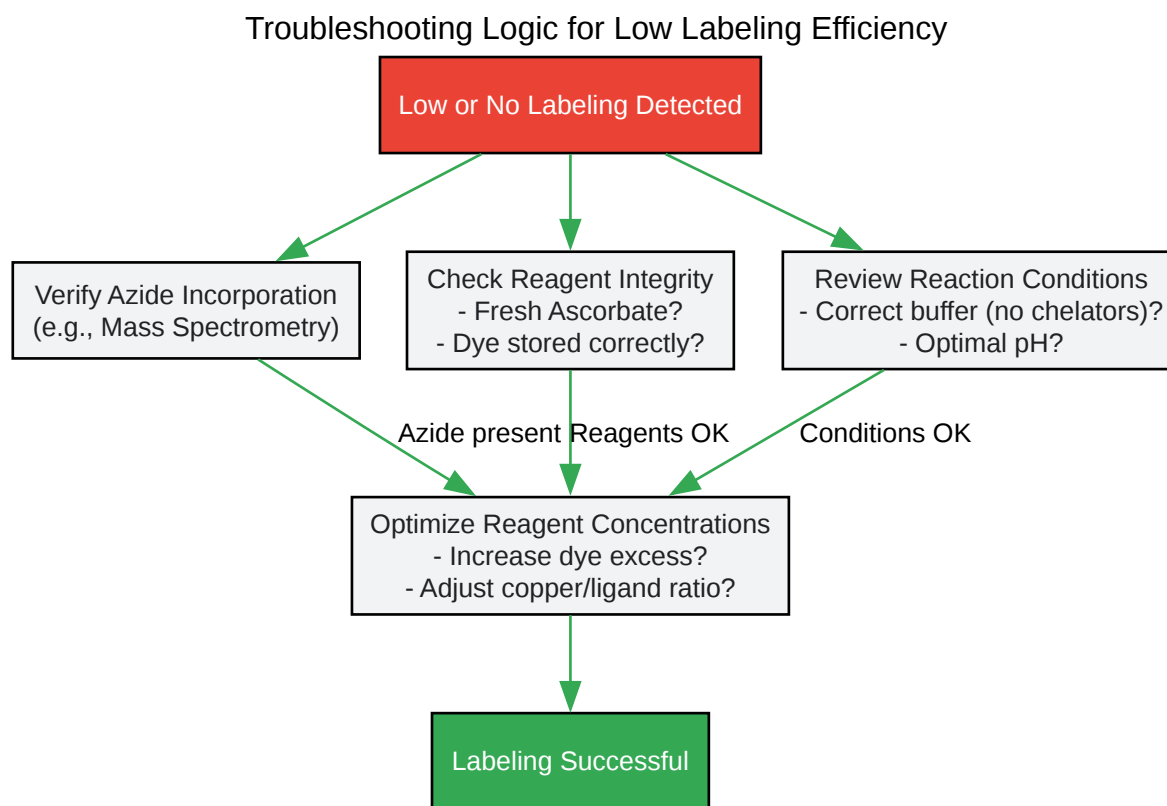 Troubleshooting Logic for Low Labeling Efficiency
Low or No Labeling Detected
Verify Azide Incorporation
(e.g., Mass Spectrometry)
Check Reagent Integrity
- Fresh Ascorbate?
- Dye stored correctly?
Review Reaction Conditions
- Correct buffer (no chelators)?
- Optimal pH?
Azide present
Reagents OK
Conditions OK
Optimize Reagent Concentrations
- Increase dye excess?
- Adjust copper/ligand ratio?
Labeling Successful